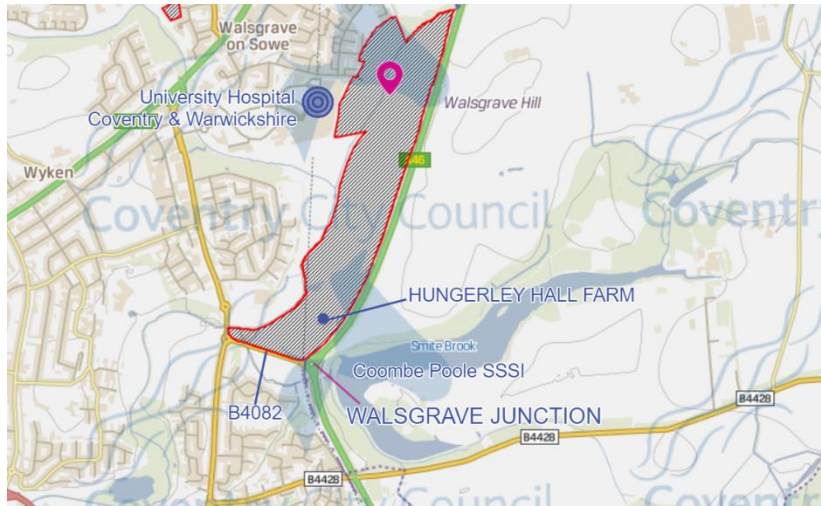 Walsgrave
on Sowe
University Hospital
Coventry & Warwickshire
Walsgrave Hill
A46
Wyken
Coventry City Council
Coventry
HUNGERLEY HALL FARM
Smite Brook
Coombe Poole SSSI
B4082
WALSGRAVE JUNCTION
B4428
B4428
B4428
Coventry City Council
Coventry